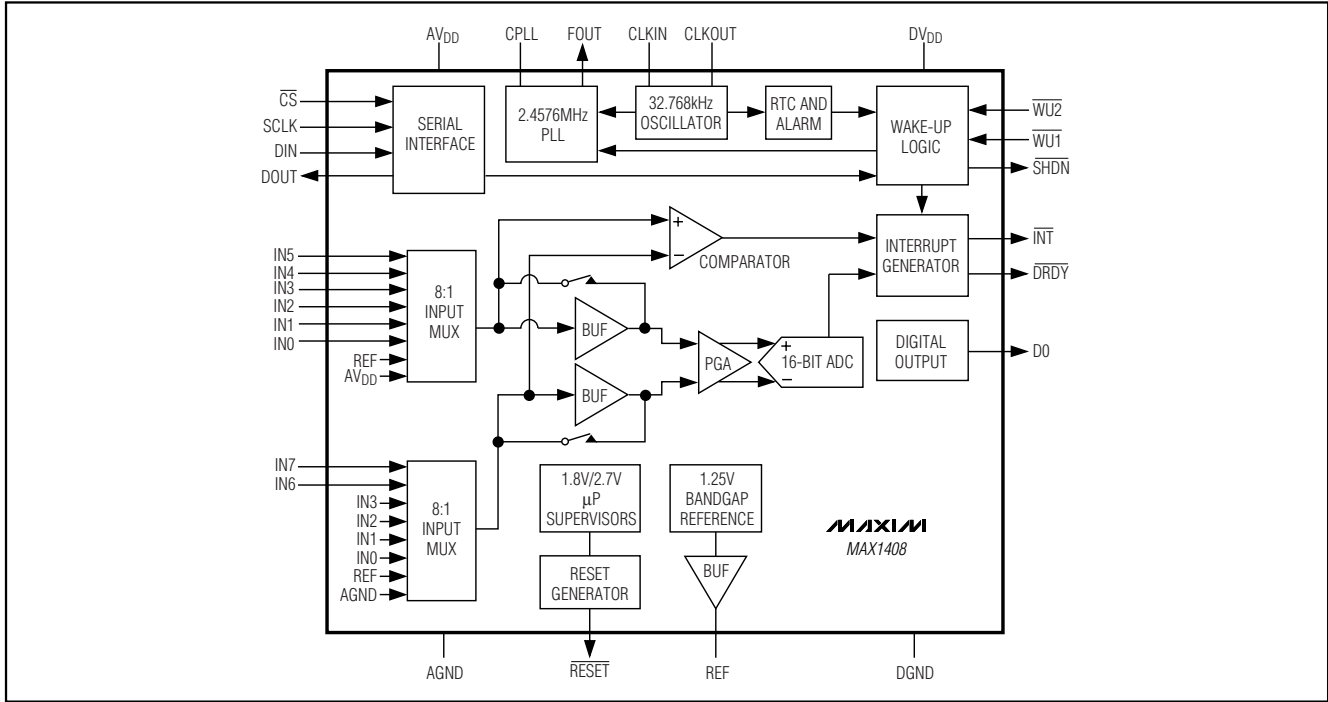 AVDD
CPLL
FOUT
CLKIN
CLKOUT
DVDD
CS
SCLK
DIN
DOUT
SERIAL
INTERFACE
2.4576MHz
PLL
32.768kHz
OSCILLATOR
RTC AND
ALARM
WAKE-UP
LOGIC
WU2
WU1
SHDN
IN5
IN4
IN3
IN2
IN1
IN0
REF
AVDD
8:1
INPUT
MUX
+
−
COMPARATOR
INTERRUPT
GENERATOR
INT
DRDY
BUF
BUF
PGA
+
16-BIT ADC
−
DIGITAL
OUTPUT
D0
IN7
IN6
IN3
IN2
IN1
IN0
REF
AGND
8:1
INPUT
MUX
1.8V/2.7V
μP
SUPERVISORS
RESET
GENERATOR
1.25V
BANDGAP
REFERENCE
BUF
MAXIM
MAX1408
AGND
RESET
REF
DGND